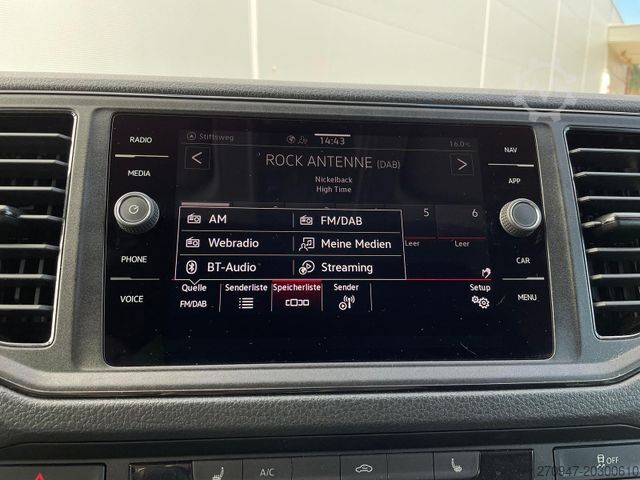 RADIO
MEDIA
PHONE
VOICE
Stiftsweg
14:43
16.0
ROCK ANTENNE (DAB)
Nickelback
High Time
5 6
Leer Leer
AM FM/DAB
Webradio Meine Medien
BT-Audio Streaming
Quelle Senderliste Speicherliste Sender Setup
FM/DAB
NAV
APP
CAR
MENU
A/C
OFF
270947-20300610